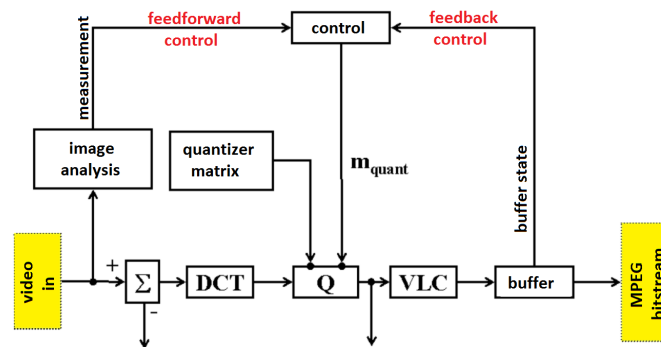 feedforward
control
control
feedback
control
measurement
image
analysis
quantizer
matrix
m quant
buffer state
video
in
+
Σ
-
DCT
Q
VLC
buffer
MPEG
bitstream